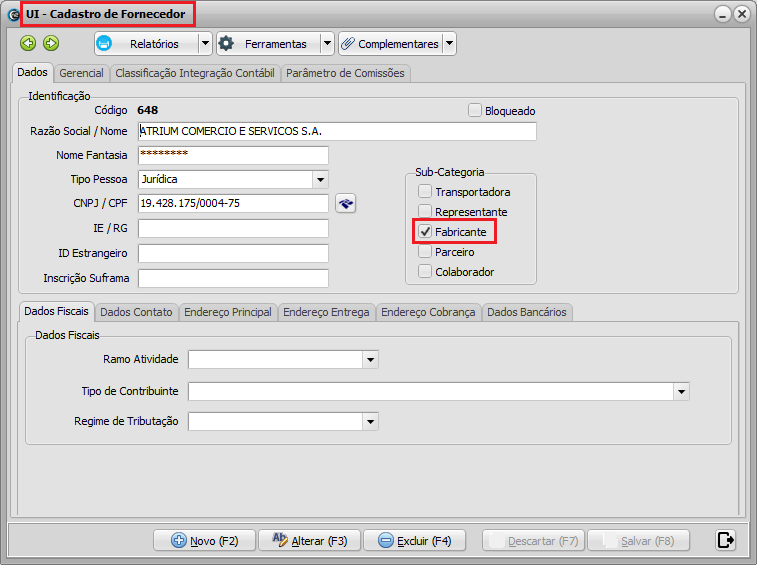 UI - Cadastro de Fornecedor
Relatórios Ferramentas Complementares
Dados Gerencial Classificação Integração Contábil Parâmetro de Comissões
Identificação
Código 648 Bloqueado
Razão Social / Nome ATRIUM COMERCIO E SERVICOS S.A.
Nome Fantasia ********
Tipo Pessoa Jurídica
CNPJ / CPF 19.428.175/0004-75
IE / RG
ID Estrangeiro
Inscrição Suframa
Sub-Categoria
Transportadora
Representante
Fabricante
Parceiro
Colaborador
Dados Fiscais Dados Contato Endereço Principal Endereço Entrega Endereço Cobrança Dados Bancários
Dados Fiscais
Ramo Atividade
Tipo de Contribuinte
Regime de Tributação
Novo (F2) Alterar (F3) Excluir (F4) Descartar (F7) Salvar (F8)